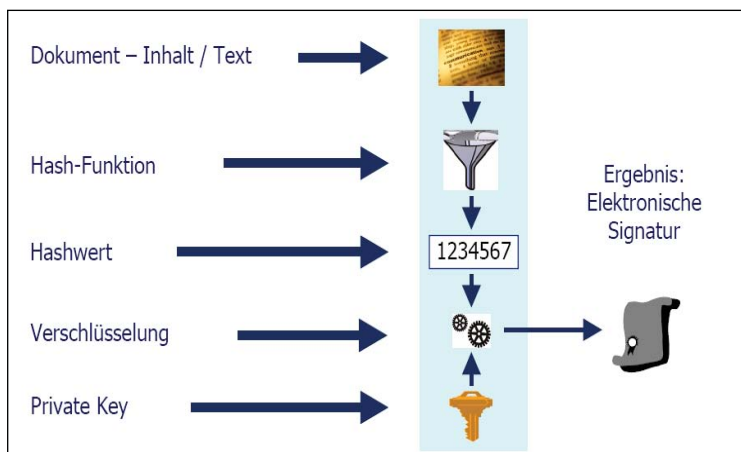 Dokument – Inhalt / Text
Hash-Funktion
Hashwert
1234567
Verschlüsselung
Private Key
Ergebnis:
Elektronische
Signatur